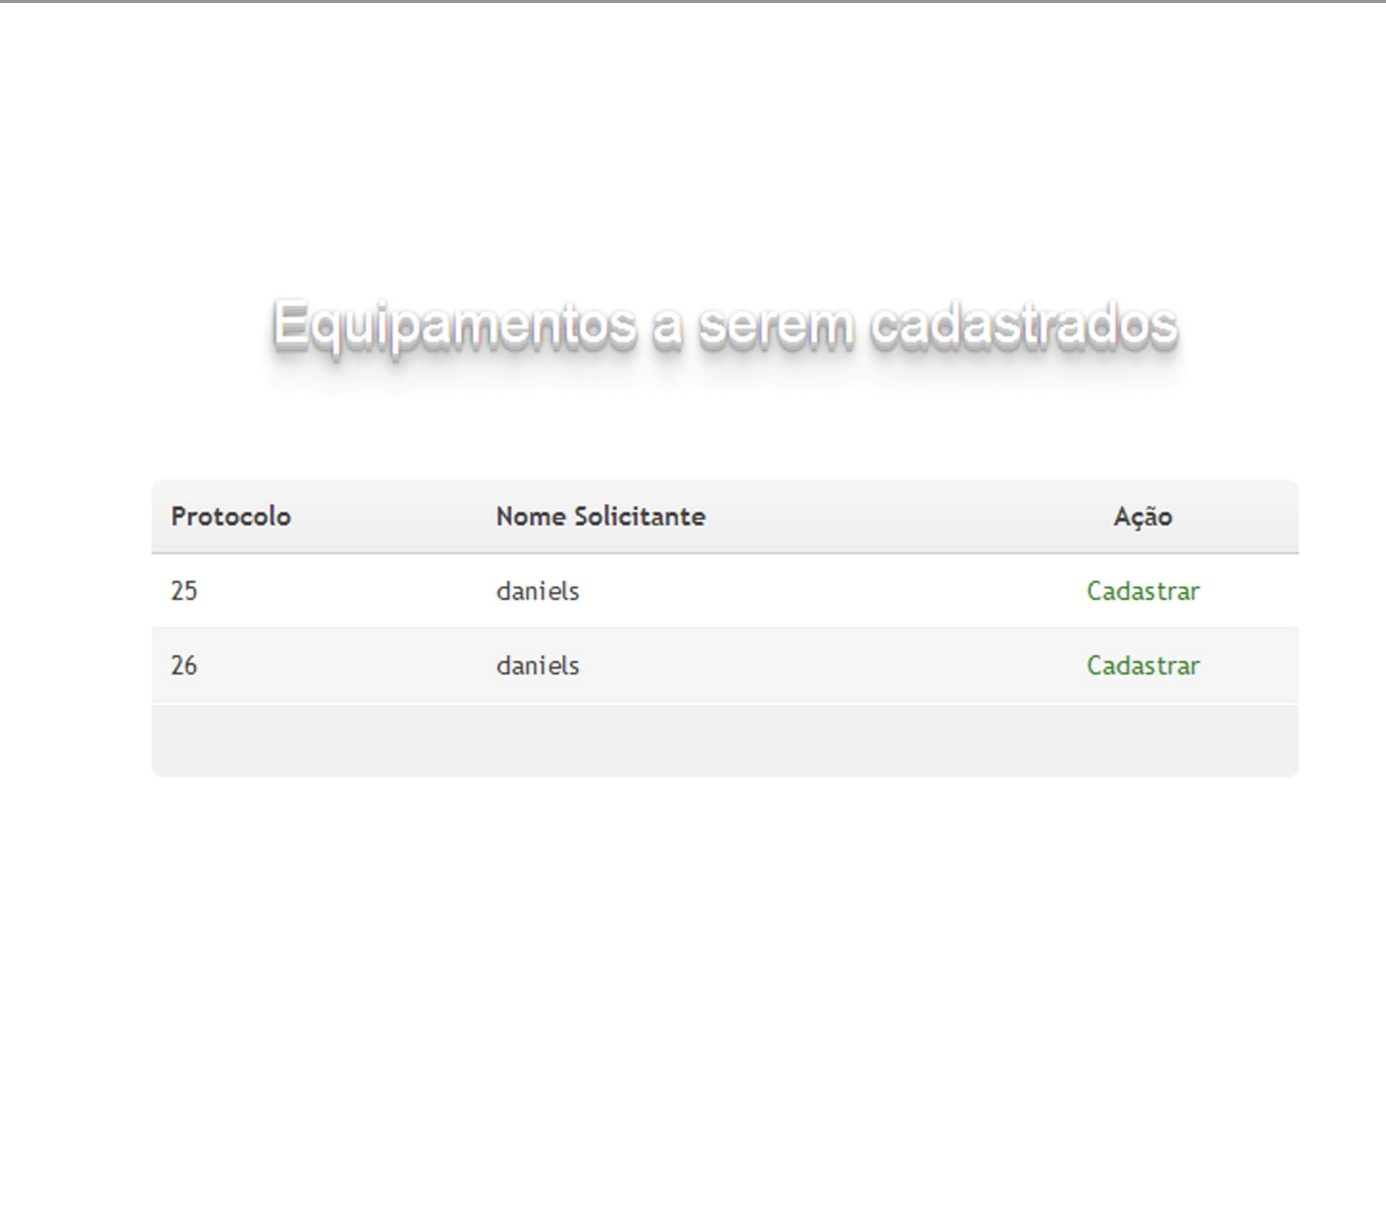 Equipamentos a serem cadastrados
Protocolo Nome Solicitante Ação
25 daniels Cadastrar
26 daniels Cadastrar